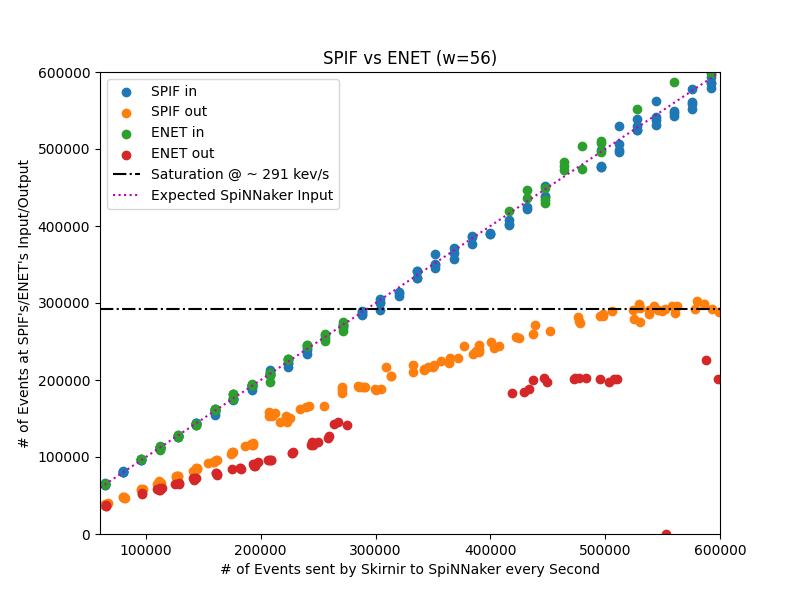 SPIF vs ENET (w=56)
SPIF in
SPIF out
ENET in
ENET out
Saturation @ ~ 291 kev/s
Expected SpiNNaker Input
# of Events at SPIF's/ENET's Input/Output
600000
500000
400000
300000
200000
100000
0
100000 200000 300000 400000 500000 600000
# of Events sent by Skirnir to SpiNNaker every Second